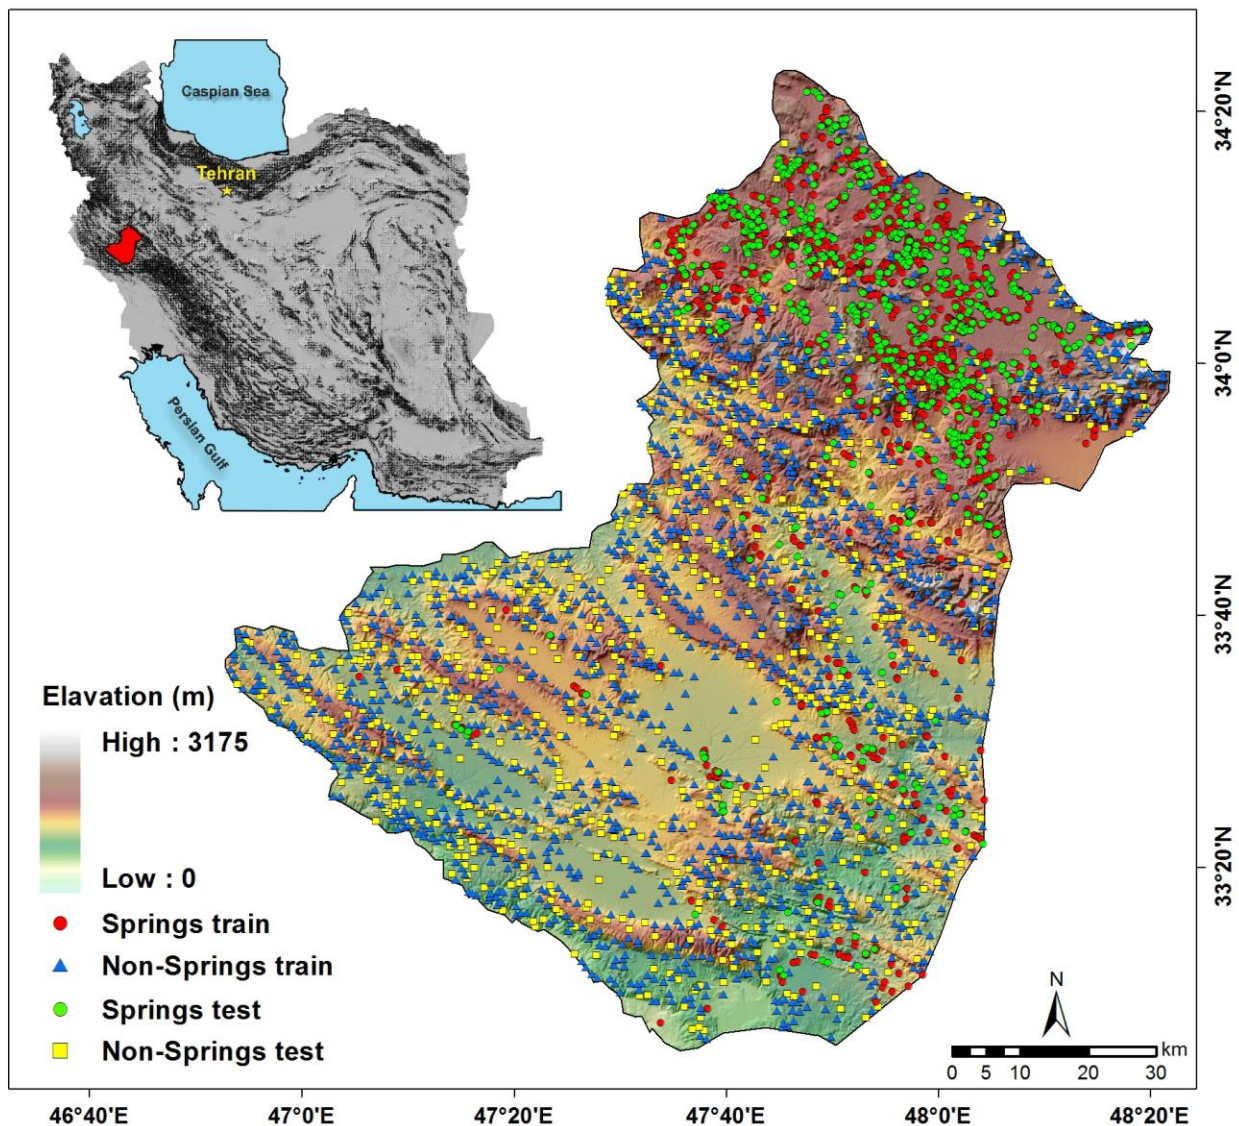 Caspian Sea
Tehran
Persian Gulf
34°20'N
34°0'N
33°40'N
33°20'N
Elavation (m)
High : 3175
Low : 0
Springs train
Non-Springs train
Springs test
Non-Springs test
N
km
0 5 10 20 30
46°40'E 47°0'E 47°20'E 47°40'E 48°0'E 48°20'E